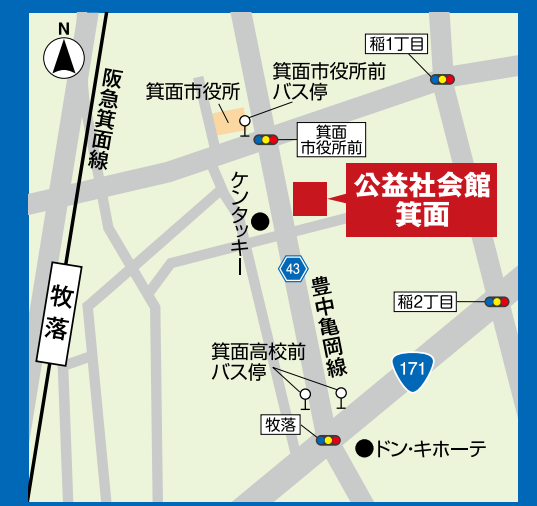 N
稲1丁目
阪急箕面線
箕面市役所
箕面市役所前
バス停
箕面
市役所前
公益社会館
箕面
ケンタッキー
43
牧落
豊中亀岡線
稲2丁目
箕面高校前
バス停
171
牧落
ドン・キホーテ